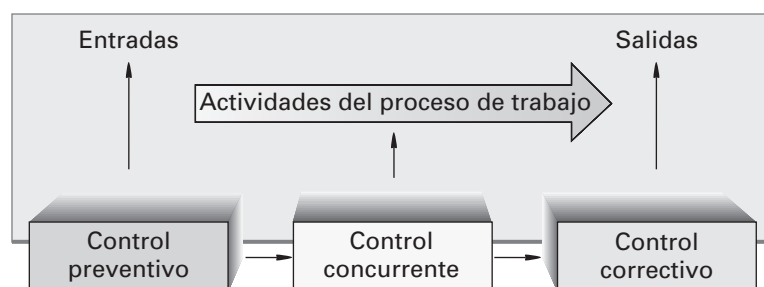 Entradas
Salidas
Actividades del proceso de trabajo
Control
preventivo
Control
concurrente
Control
correctivo